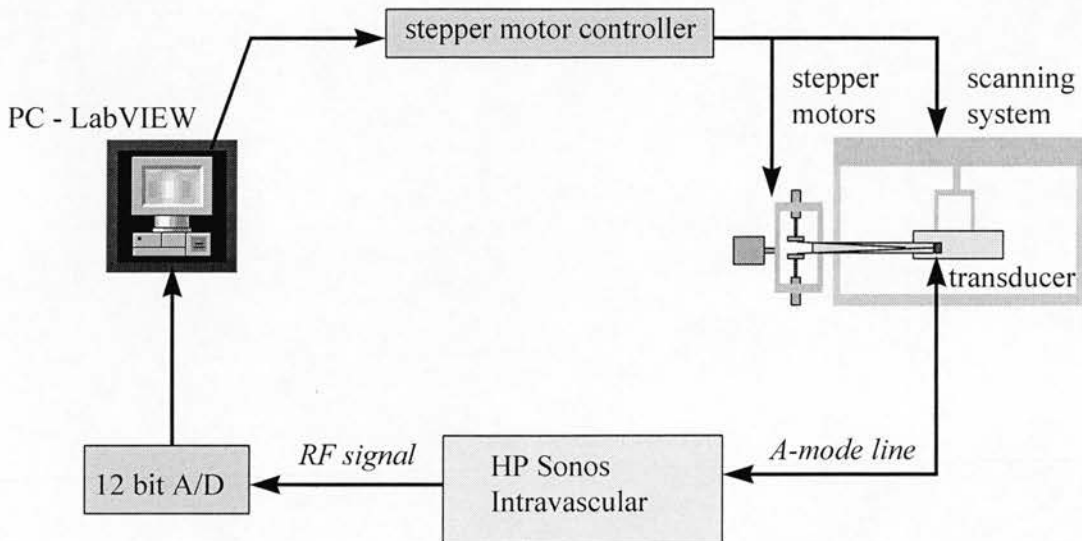 stepper motor controller
PC - LabVIEW
stepper
motors
scanning
system
transducer
A-mode line
HP Sonos
Intravascular
RF signal
12 bit A/D